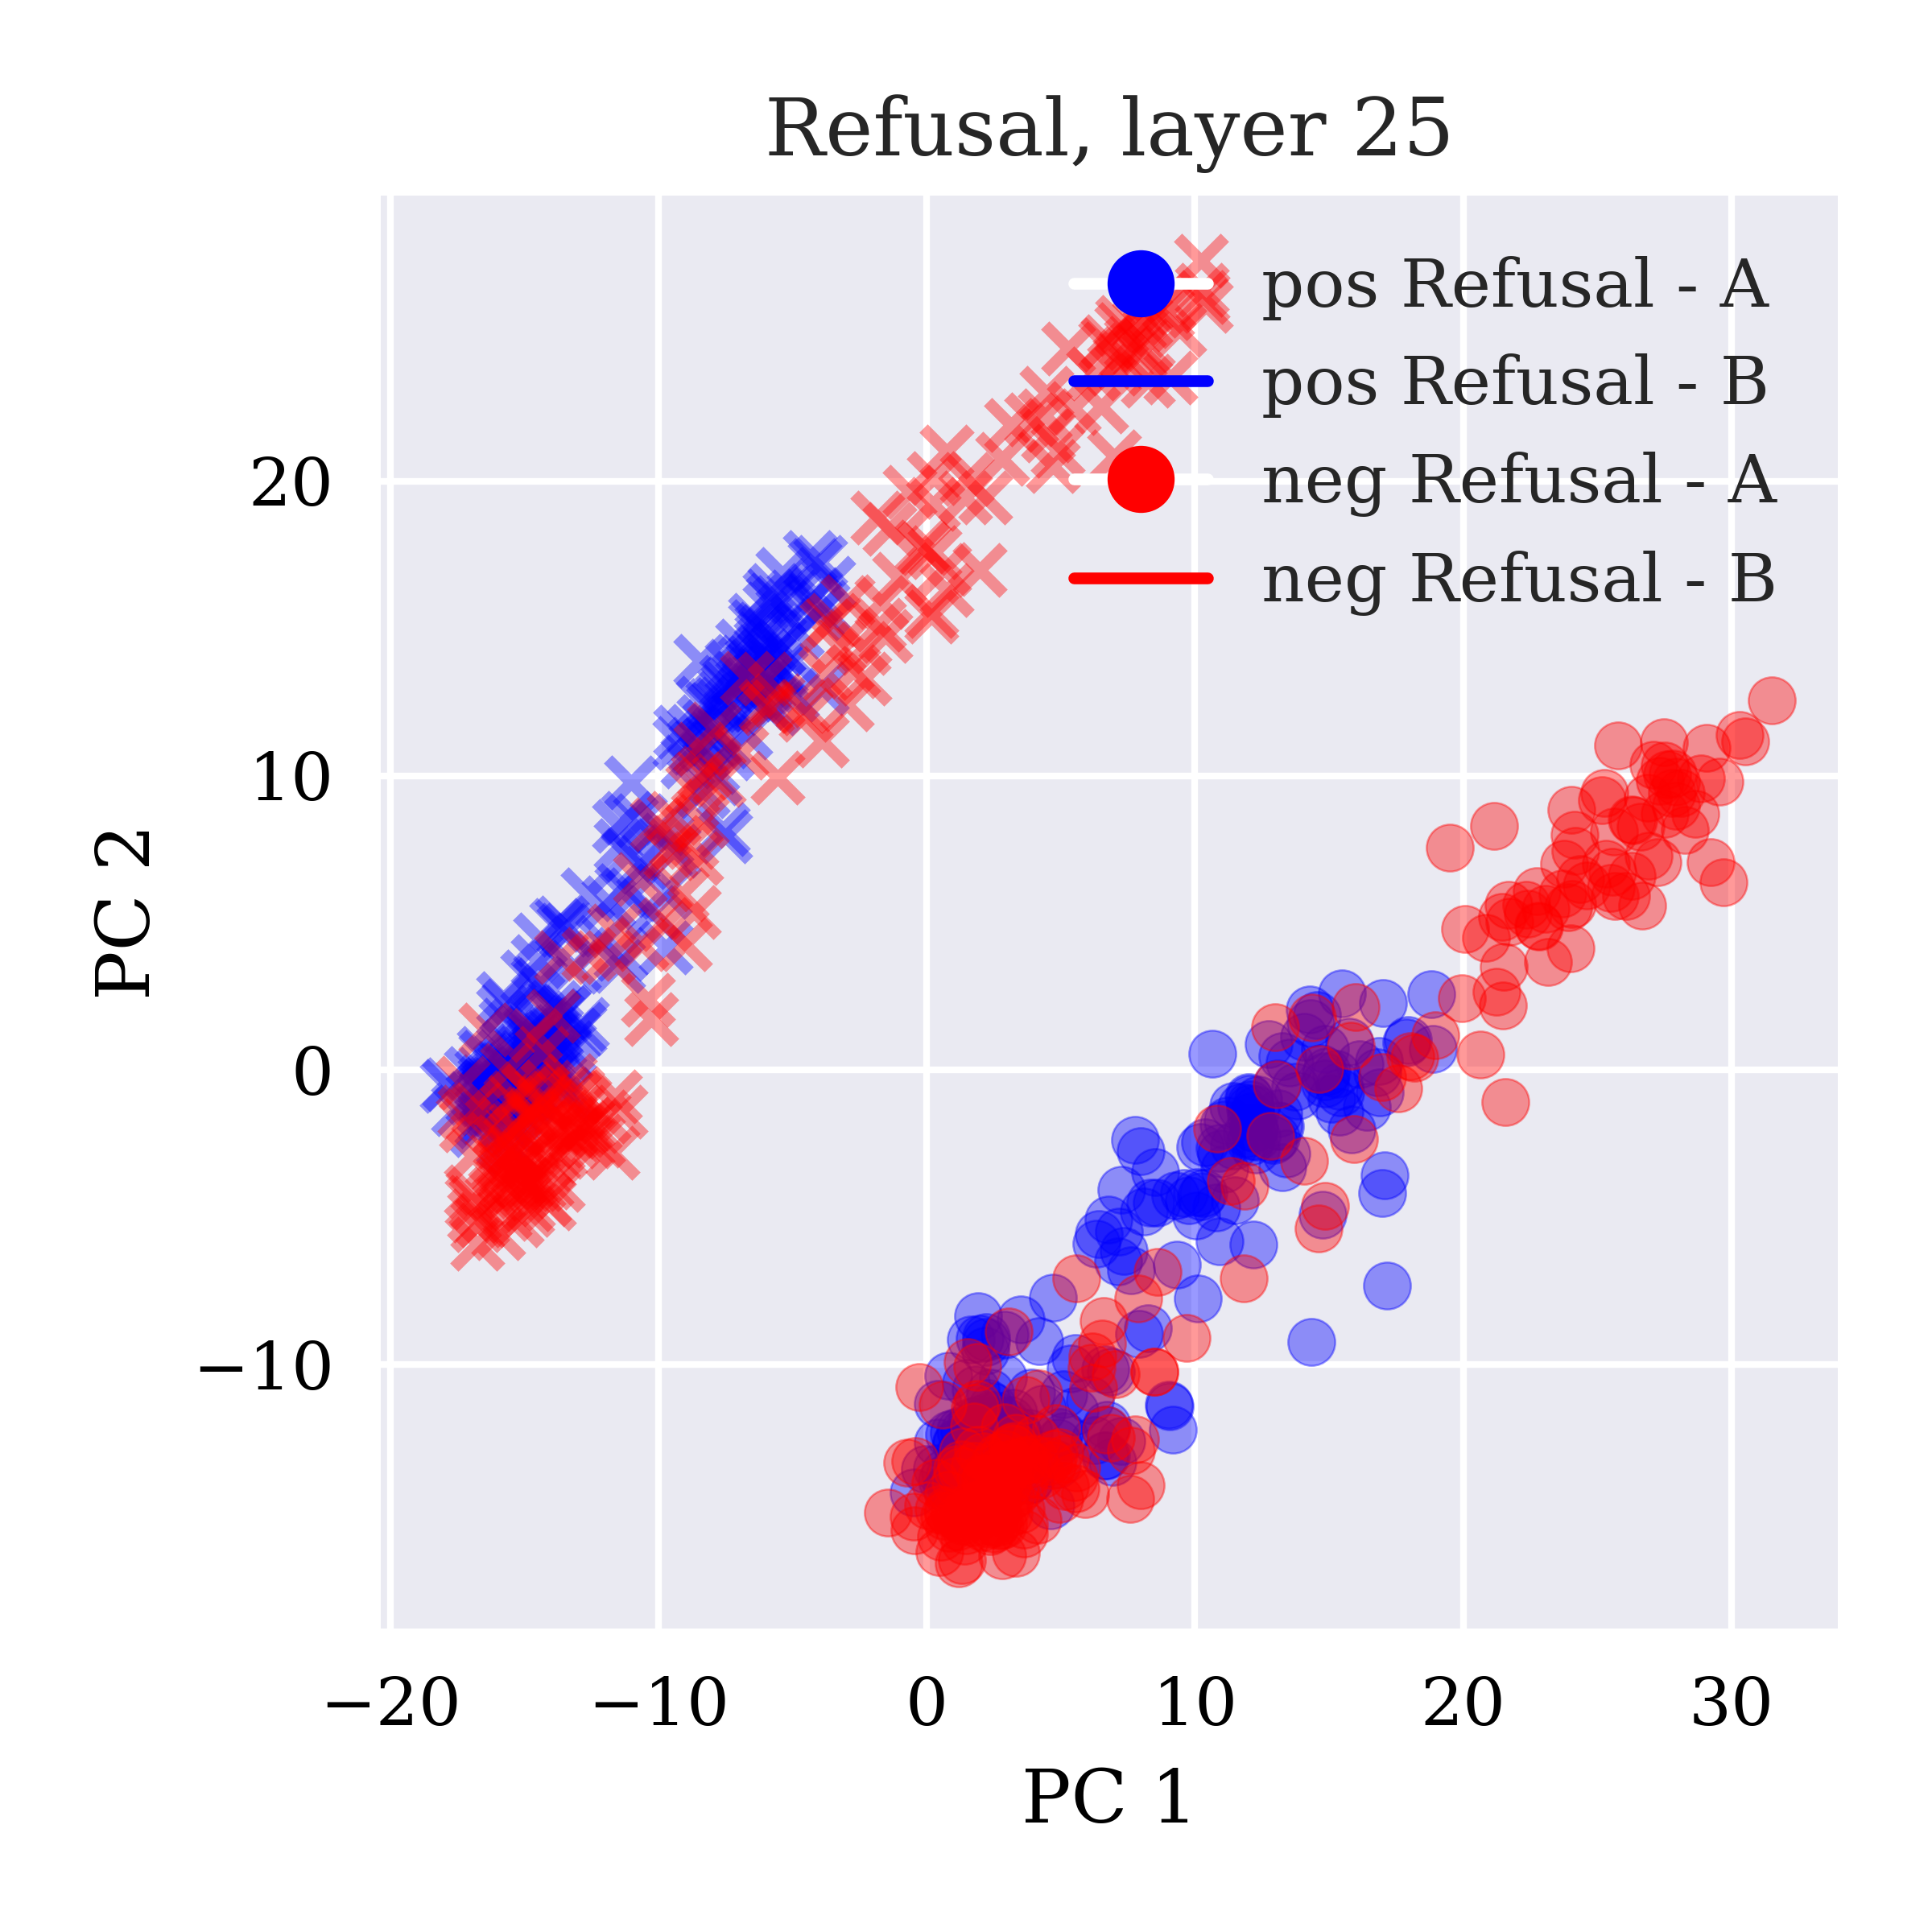 Refusal, layer 25
pos Refusal - A
pos Refusal - B
neg Refusal - A
neg Refusal - B
20
10
0
−10
PC 2
−20 −10 0 10 20 30
PC 1